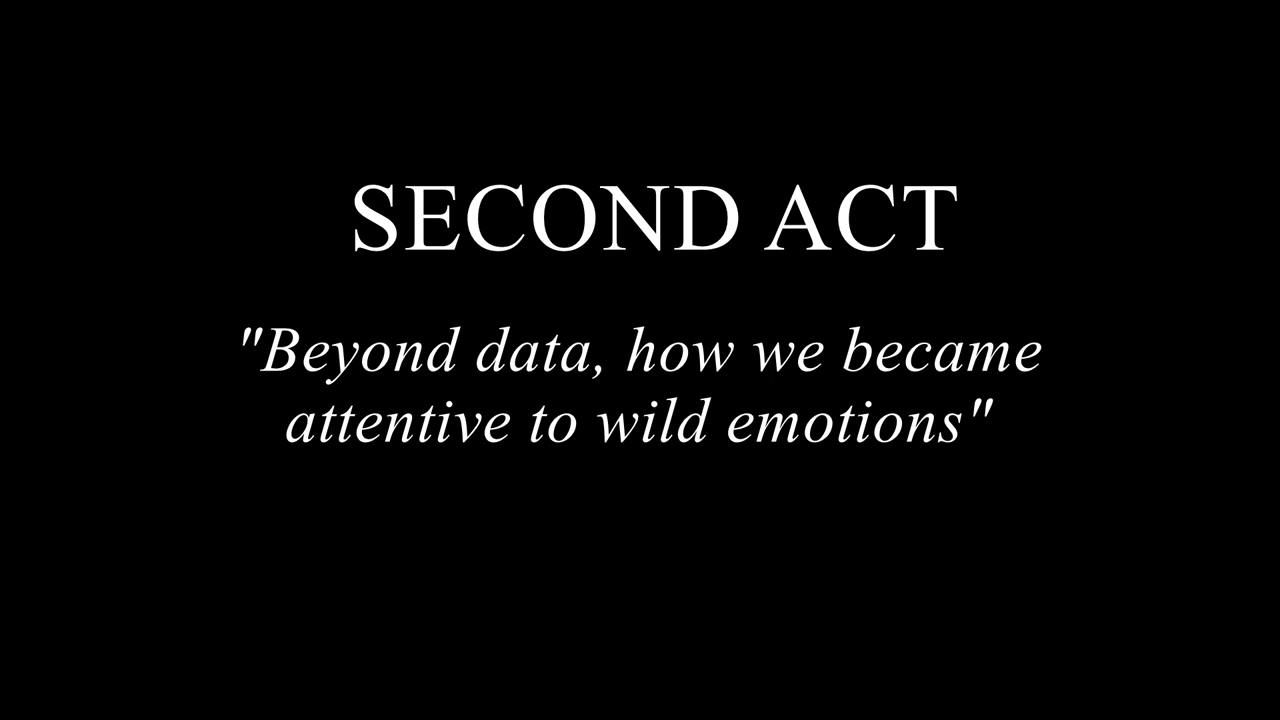 SECOND ACT
"Beyond data, how we became
attentive to wild emotions"